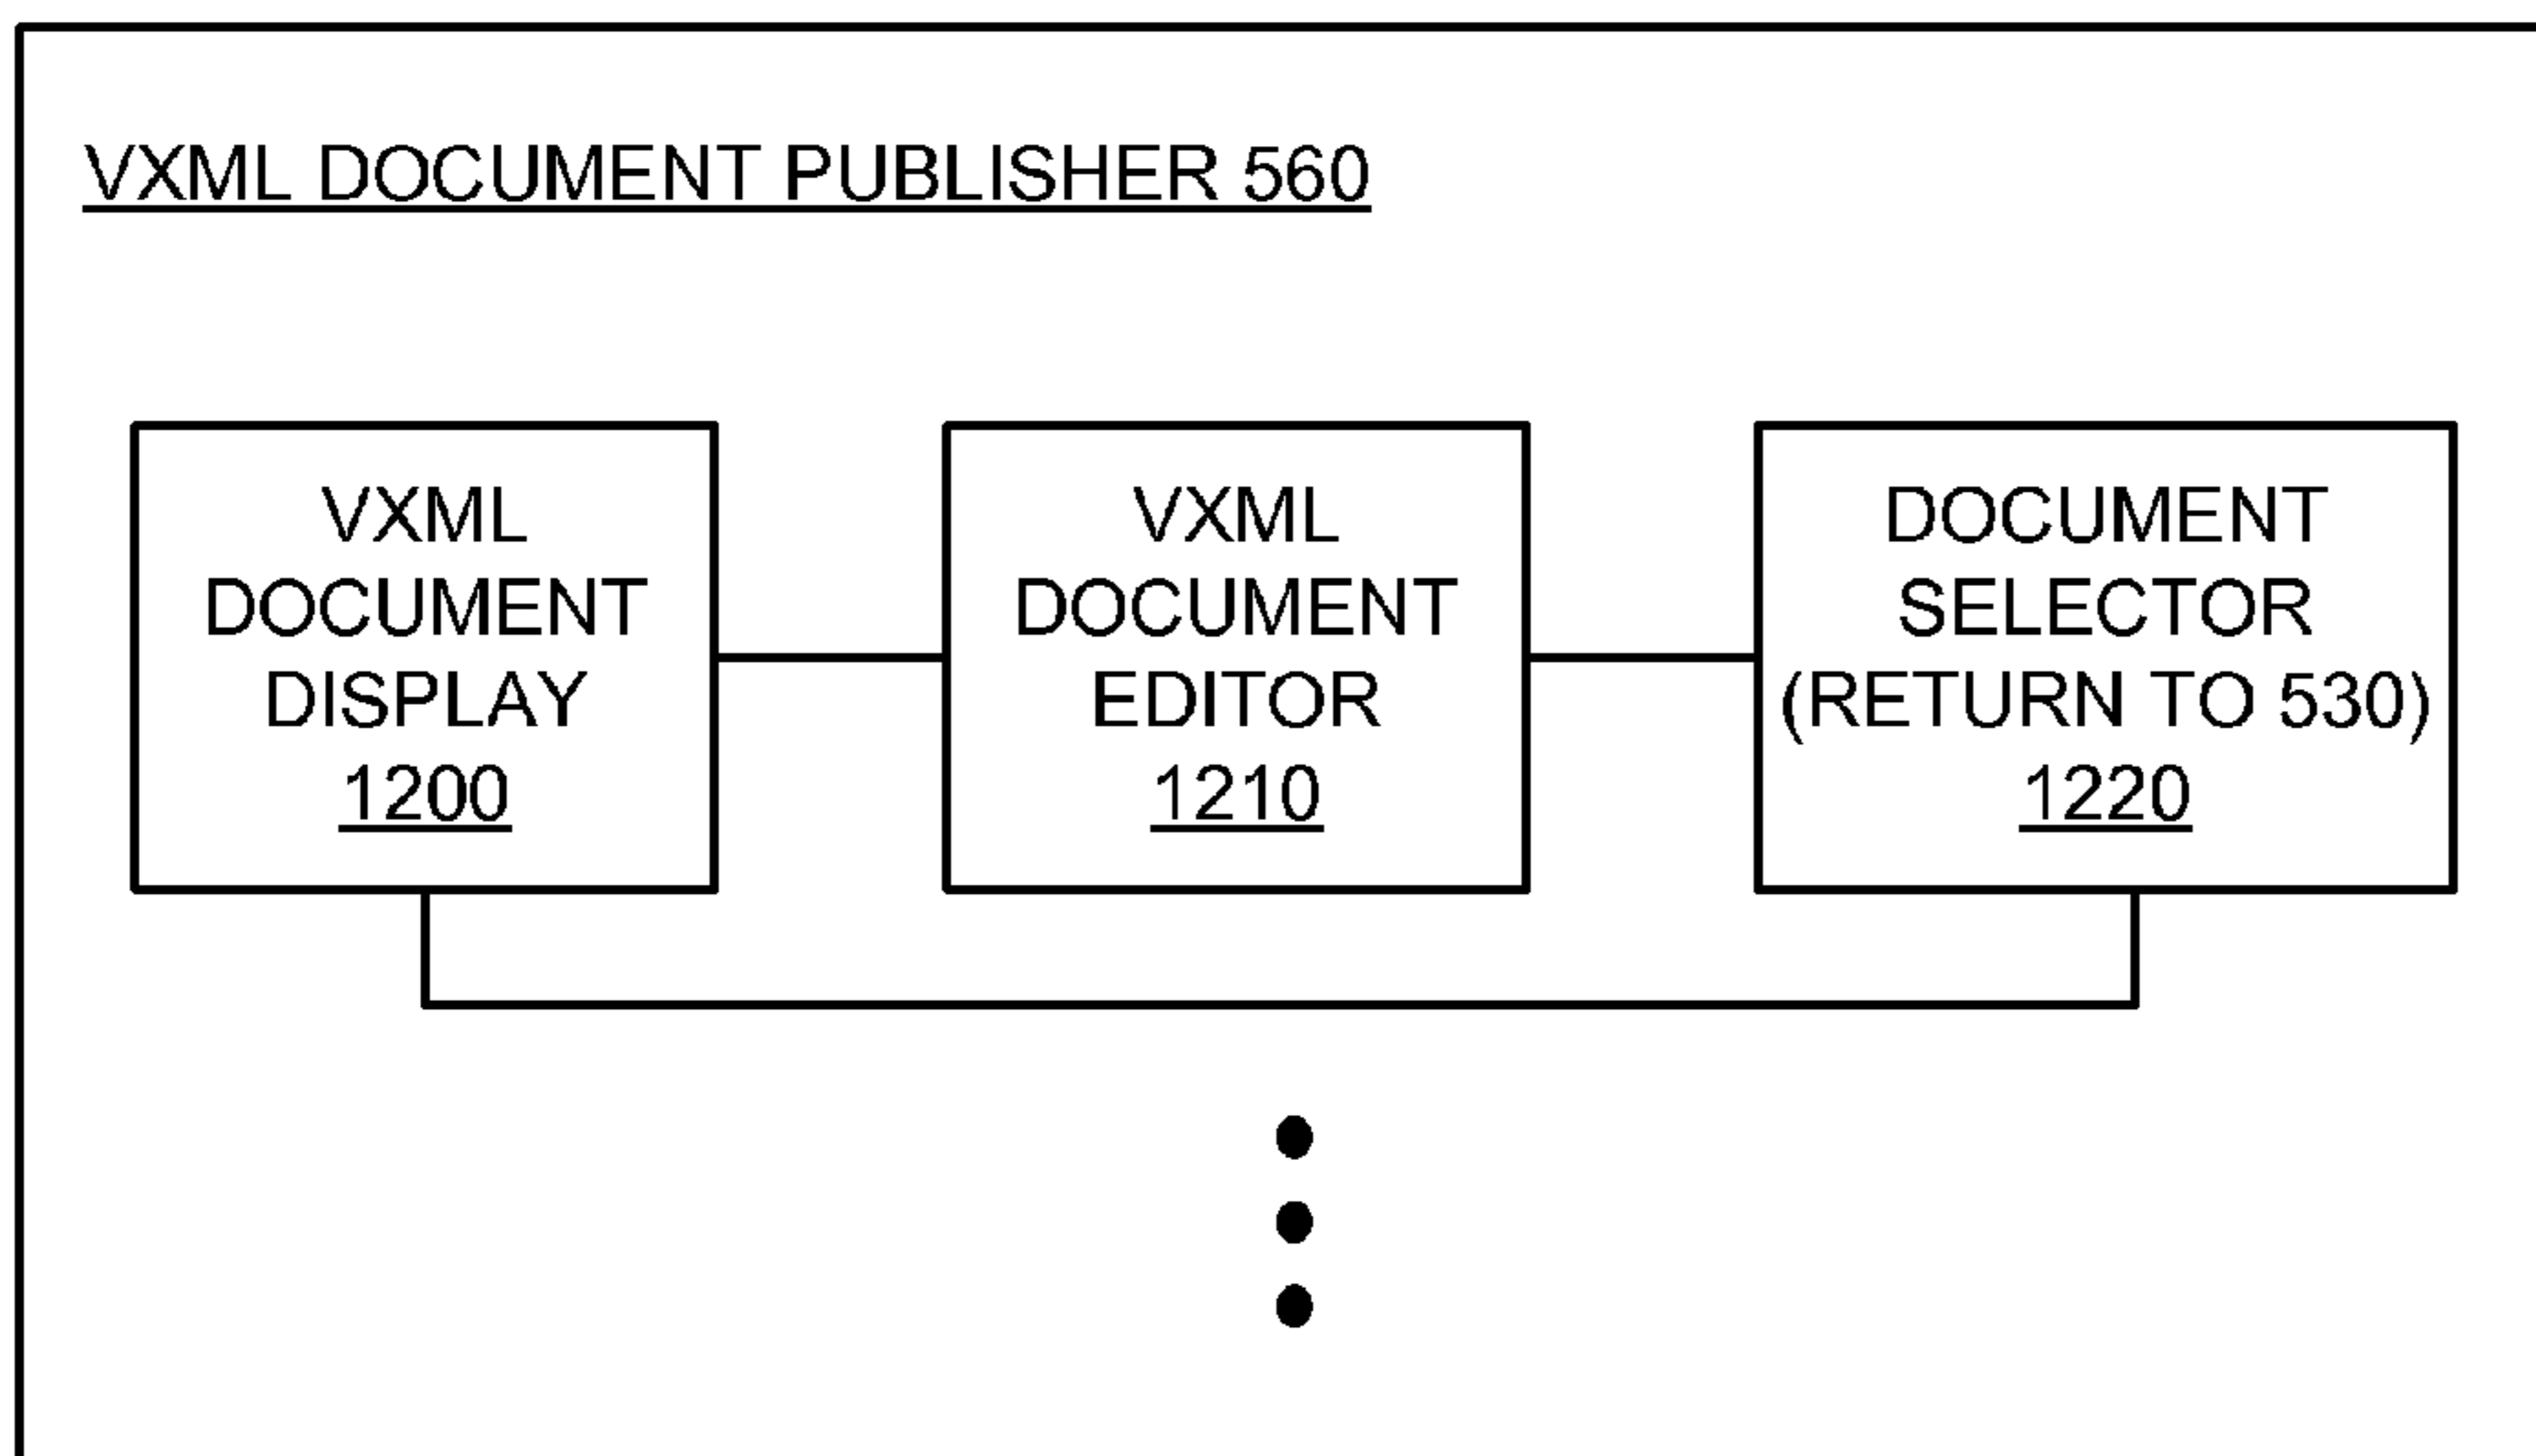 VXML DOCUMENT PUBLISHER 560
VXML
DOCUMENT
DISPLAY
1200
VXML
DOCUMENT
EDITOR
1210
DOCUMENT
SELECTOR
(RETURN TO 530)
1220